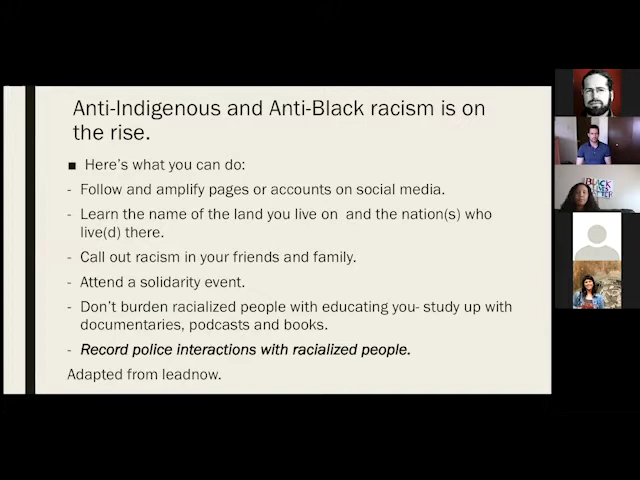 Anti-Indigenous and Anti-Black racism is on
the rise.
■ Here's what you can do:
- Follow and amplify pages or accounts on social media.
- Learn the name of the land you live on and the nation(s) who
live(d) there.
- Call out racism in your friends and family.
- Attend a solidarity event.
- Don't burden racialized people with educating you- study up with
documentaries, podcasts and books.
- Record police interactions with racialized people.
Adapted from leadnow.
BLACK
LIVES
MATTER